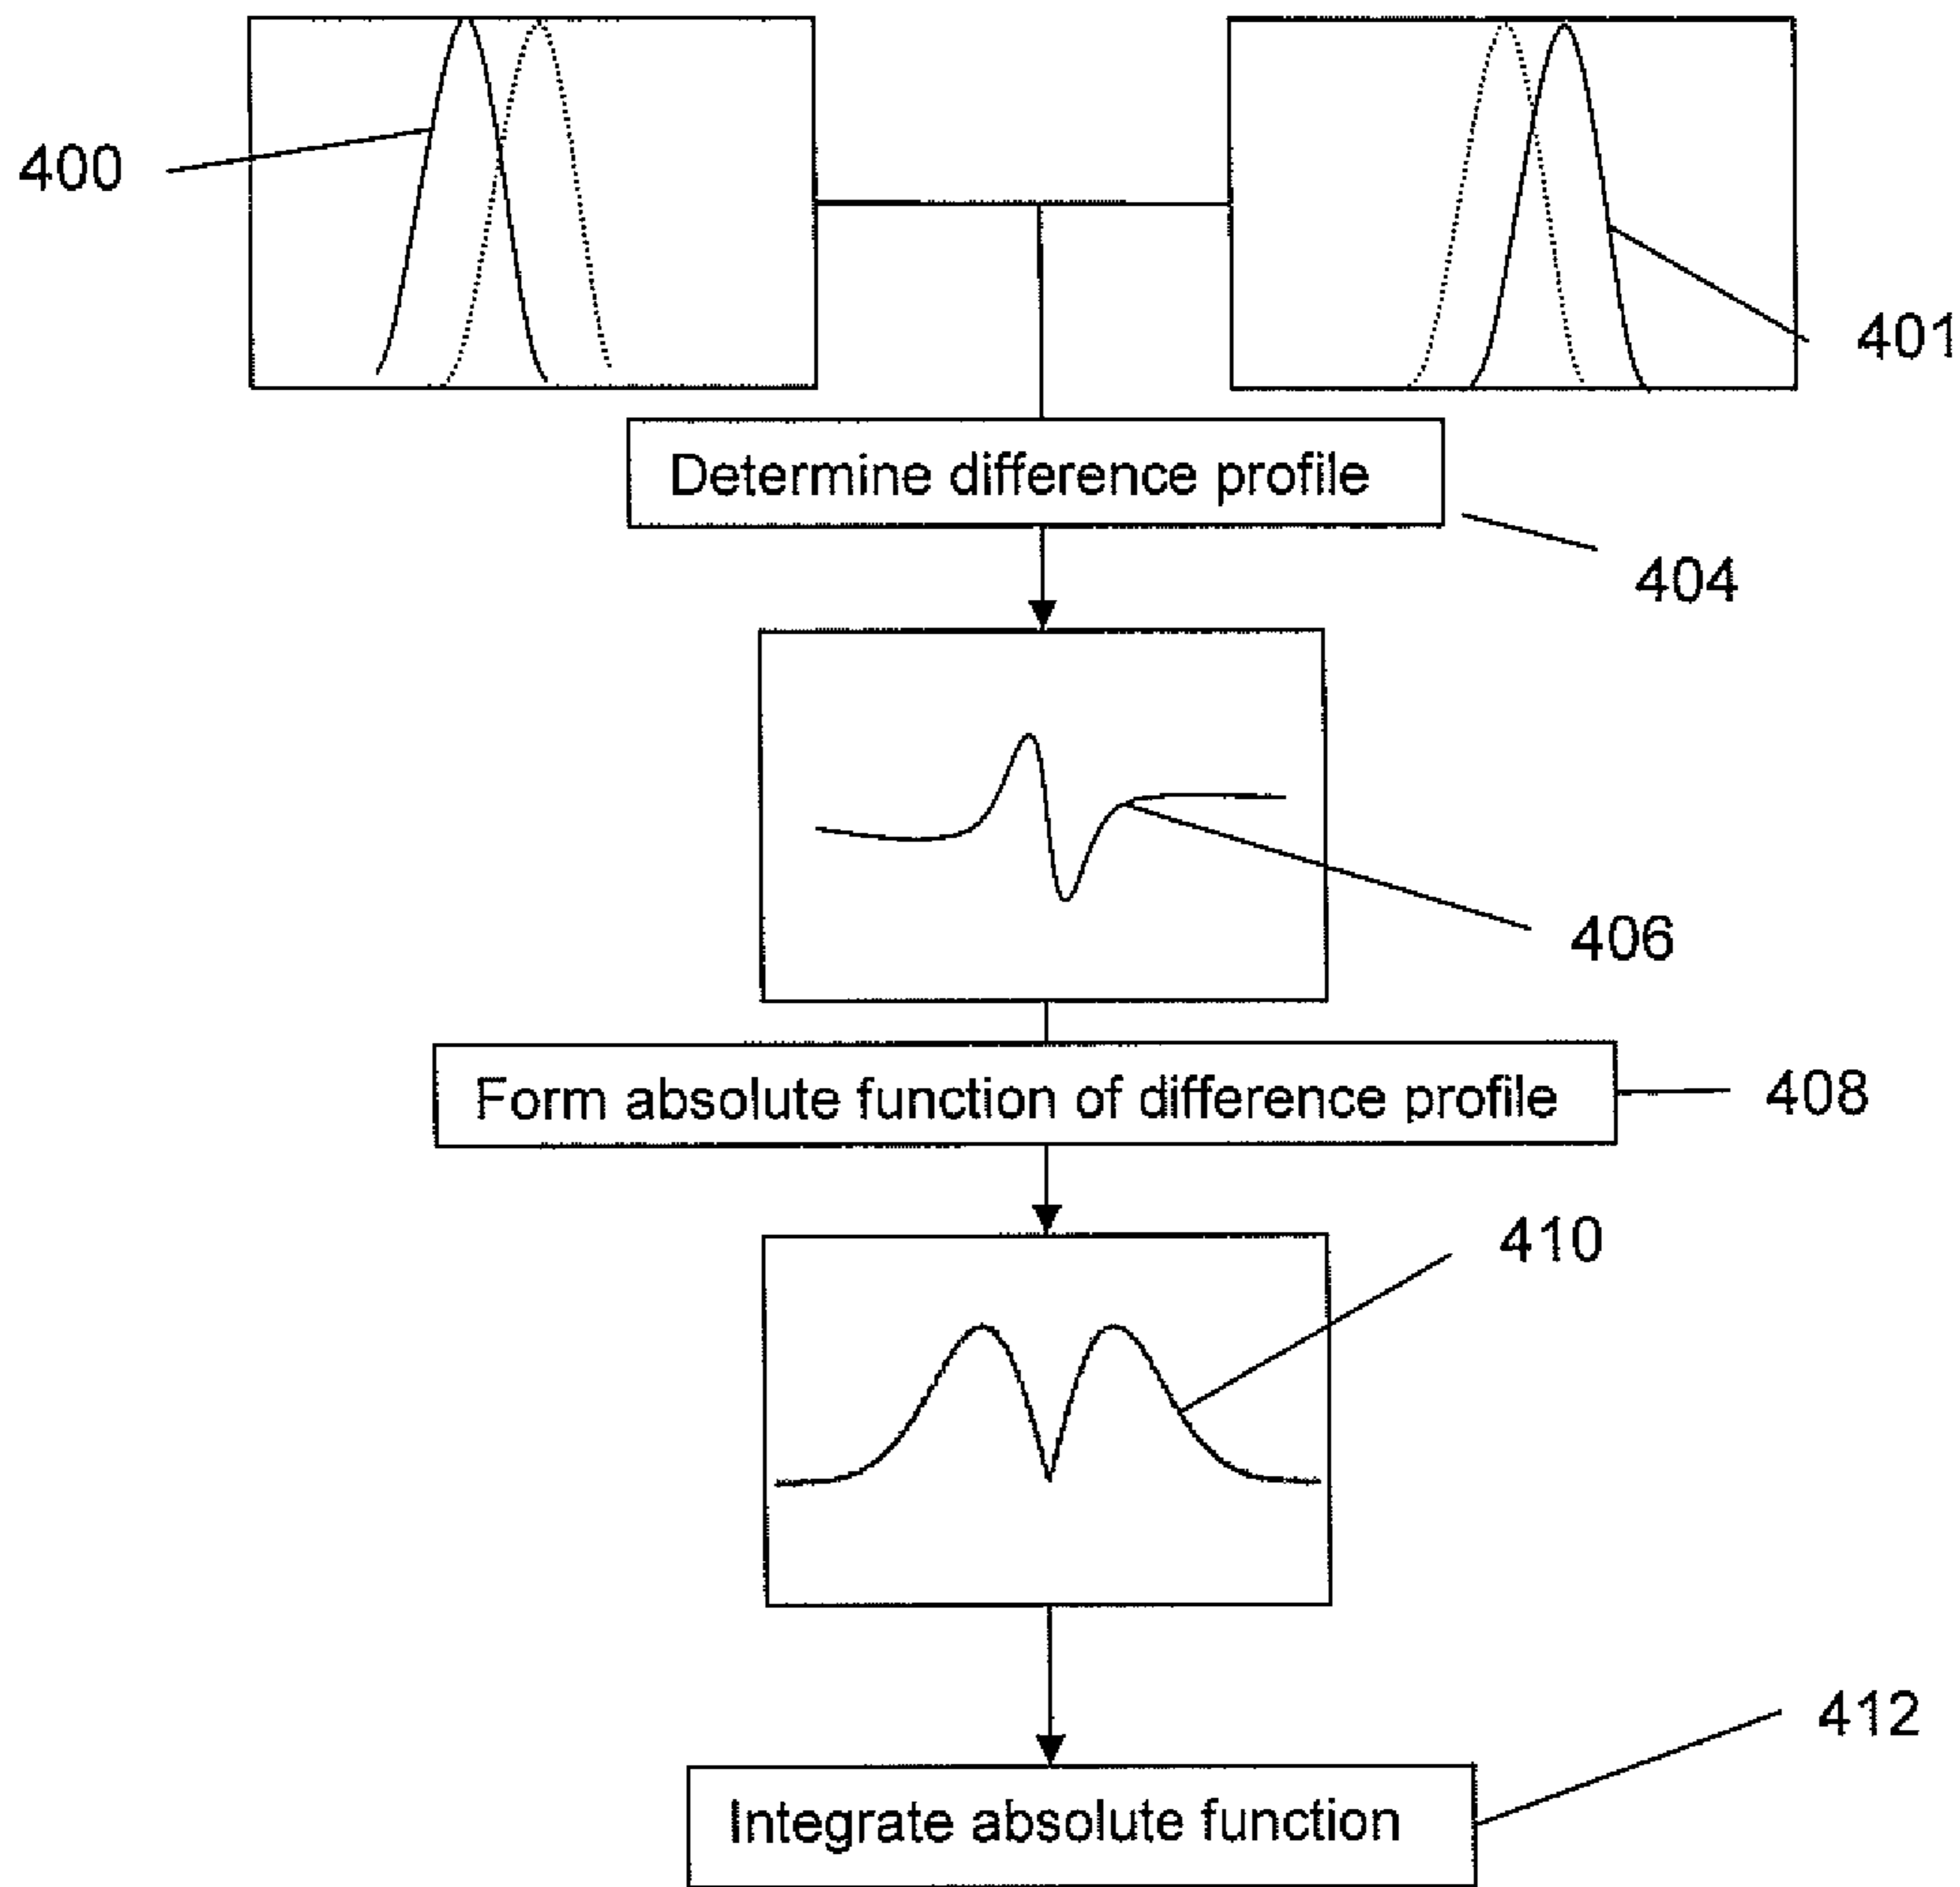 400
401
Determine difference profile
404
406
Form absolute function of difference profile
408
410
412
Integrate absolute function